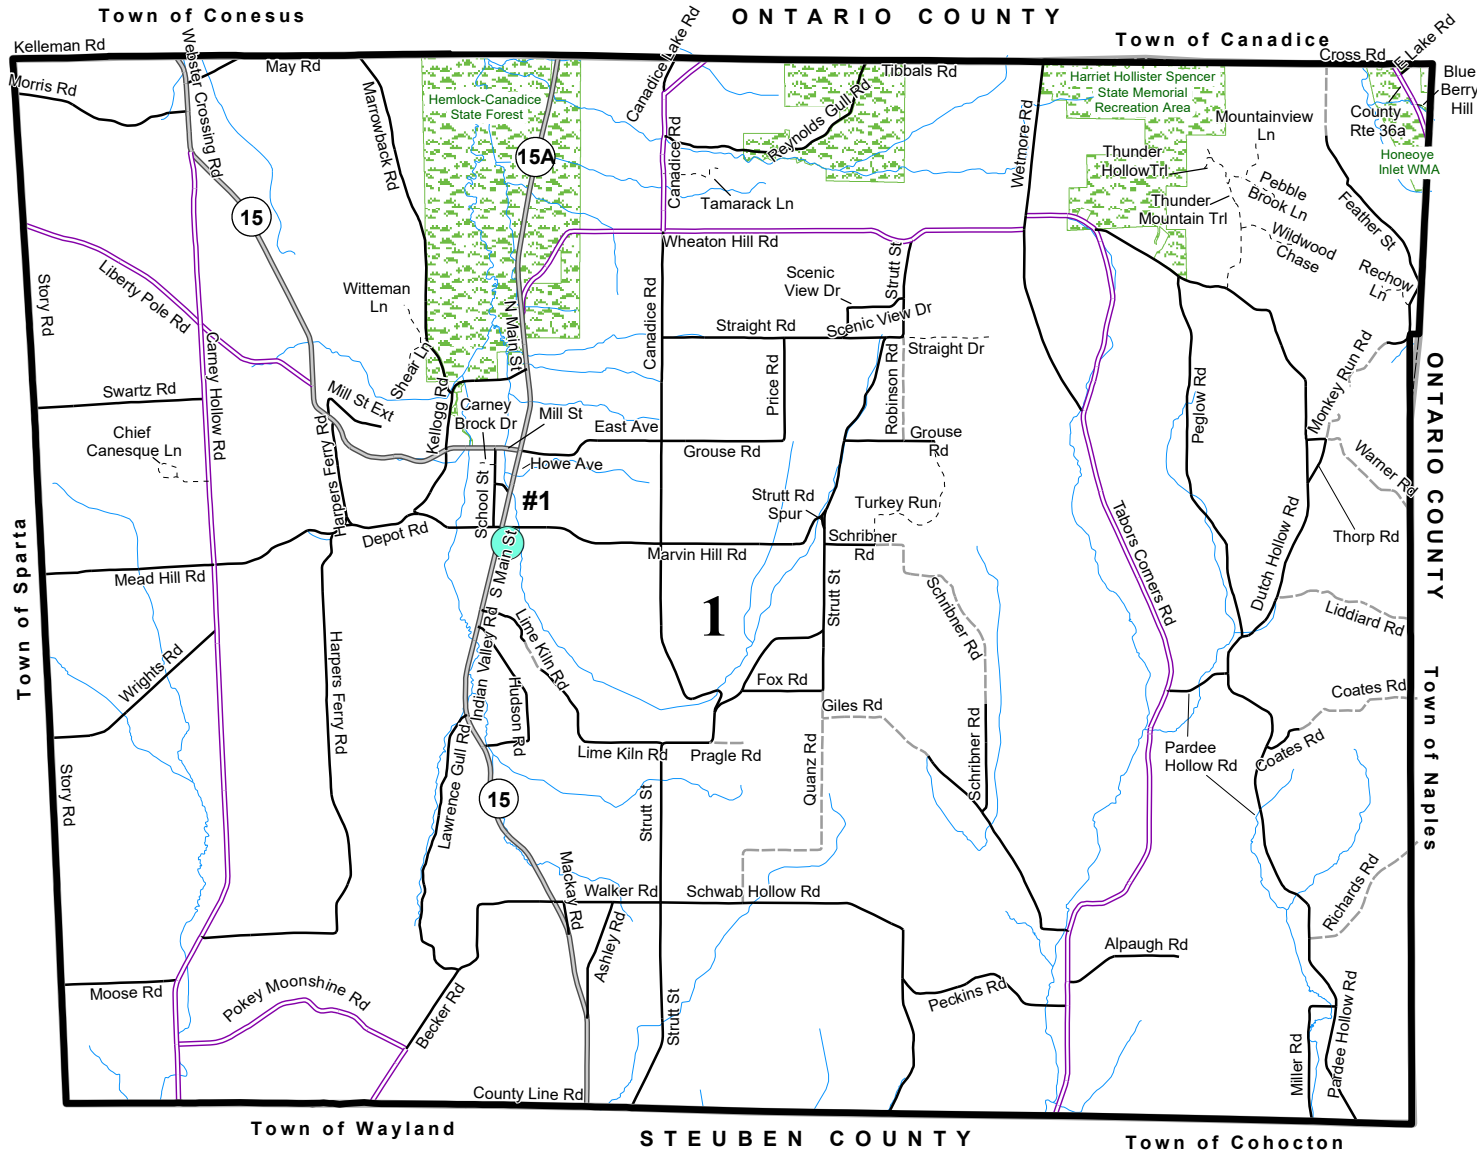 Town of Conesus
ONTARIO COUNTY
Town of Canadice
Kelleman Rd
Morris Rd
Webster Crossing Rd
May Rd
Marrowback Rd
Hemlock-Canadice
State Forest
15A
15
Canadice Lake Rd
Canadice Rd
Tamarack Ln
Tibbals Rd
Reynolds Gull Rd
Wetmore Rd
Harriet Hollister Spencer
State Memorial
Recreation Area
Cross Rd
E Lake Rd
Blue
Berry
Hill
County
Rte 36a
Honeoye
Inlet WMA
Mountainview
Ln
Thunder
HollowTrl
Thunder
Mountain Trl
Pebble
Brook Ln
Wildwood
Chase
Feather St
Rechow
Ln
Wheaton Hill Rd
Strutt St
Scenic
View Dr
Scenic View Dr
Straight Rd
Straight Dr
Story Rd
Liberty Pole Rd
Witteman
Ln
Shear Ln
N Main St
Canadice Rd
Price Rd
Robinson Rd
Peglow Rd
Monkey Run Rd
ONTARIO COUNTY
Swartz Rd
Carney Hollow Rd
Mill St Ext
Kellogg Rd
Carney
Brock Dr
Mill St
East Ave
Grouse Rd
Grouse
Rd
Chief
Canesque Ln
Harpers Ferry Rd
Howe Ave
School St
#1
Strutt Rd
Spur
Turkey Run
Warner Rd
Thorp Rd
Tabors Corners Rd
Dutch Hollow Rd
Depot Rd
Marvin Hill Rd
Schribner
Rd
Mead Hill Rd
Town of Sparta
S Main St
1
Strutt St
Schribner Rd
Liddiard Rd
Wrights Rd
Harpers Ferry Rd
Indian Valley Rd
Lime Kiln Rd
Hudson Rd
Fox Rd
Giles Rd
Coates Rd
Town of Naples
Lime Kiln Rd
Pragle Rd
Pardee
Hollow Rd
Coates Rd
Story Rd
Lawrence Gull Rd
15
Strutt St
Quanz Rd
Schribner Rd
Mackay Rd
Walker Rd
Schwab Hollow Rd
Ashley Rd
Richards Rd
Alpaugh Rd
Moose Rd
Pokey Moonshine Rd
Becker Rd
Strutt St
Peckins Rd
Miller Rd
Pardee Hollow Rd
County Line Rd
Town of Wayland
STEUBEN COUNTY
Town of Cohocton